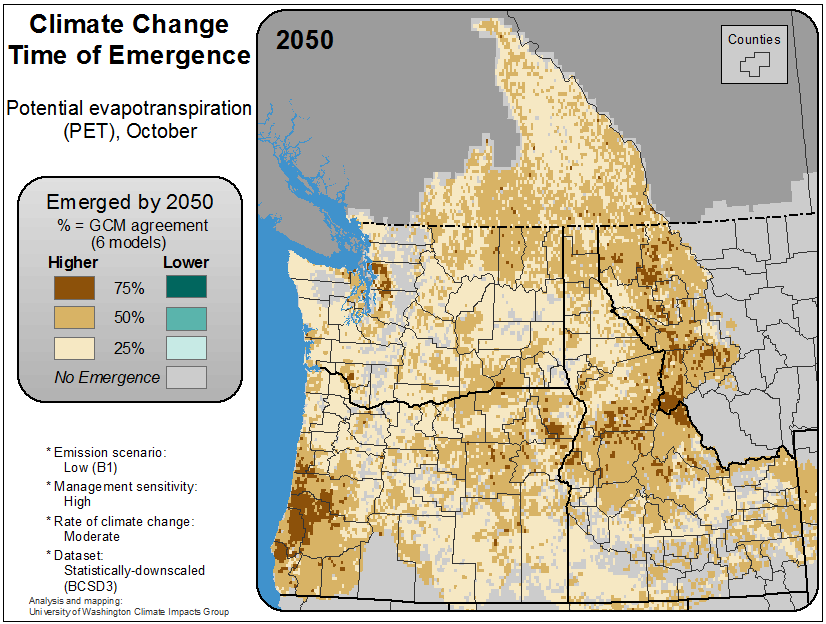 Climate Change
Time of Emergence
Potential evapotranspiration
(PET), October
Emerged by 2050
% = GCM agreement
(6 models)
Higher Lower
75%
50%
25%
No Emergence
* Emission scenario:
Low (B1)
* Management sensitivity:
High
* Rate of climate change:
Moderate
* Dataset:
Statistically-downscaled
(BCSD3)
Analysis and mapping:
University of Washington Climate Impacts Group
2050
Counties